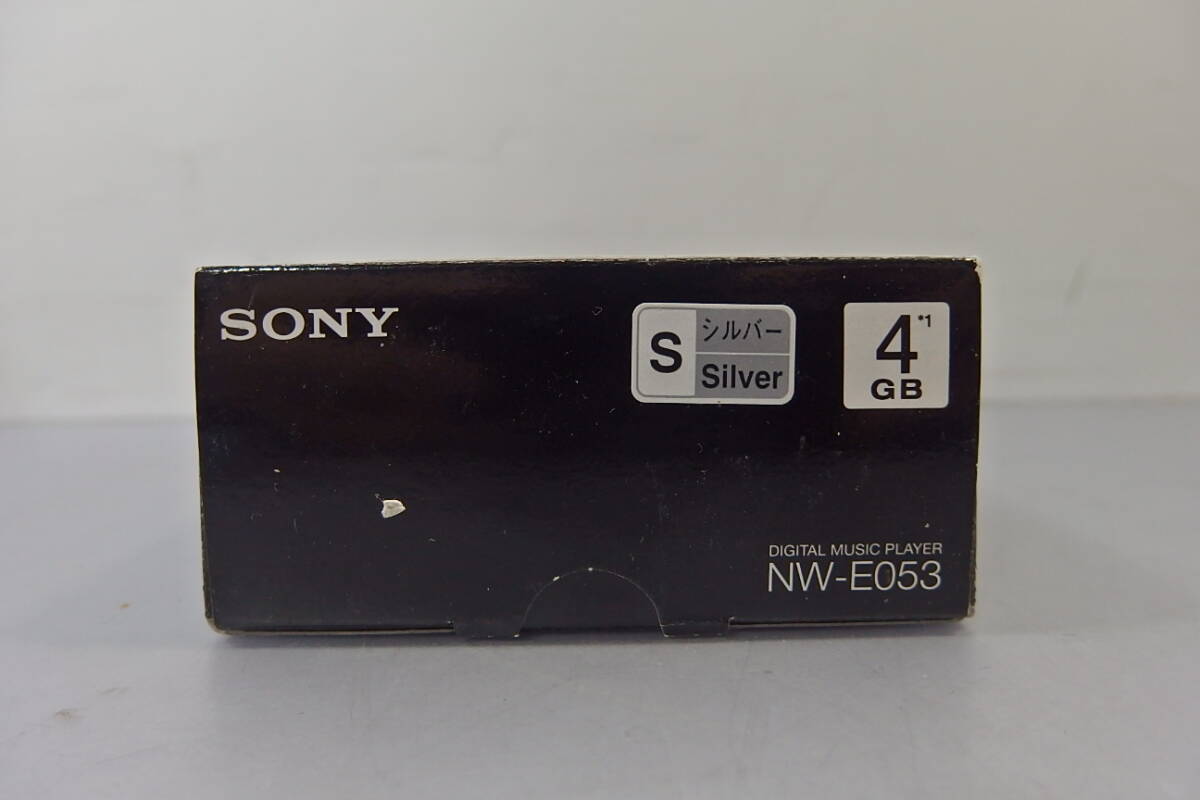 SONY
S
シルバー
Silver
4*1
GB
DIGITAL MUSIC PLAYER
NW-E053